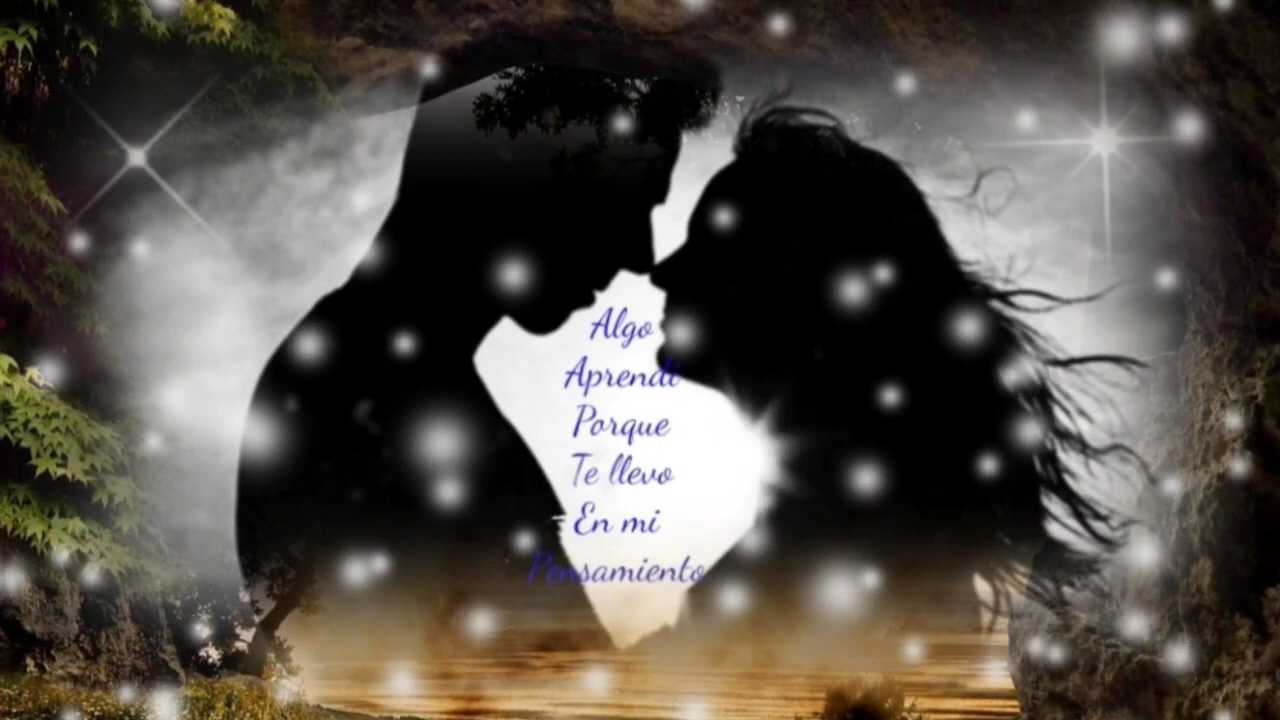 Algo
Aprendí
Porque
Te llevo
En mi
Pensamiento